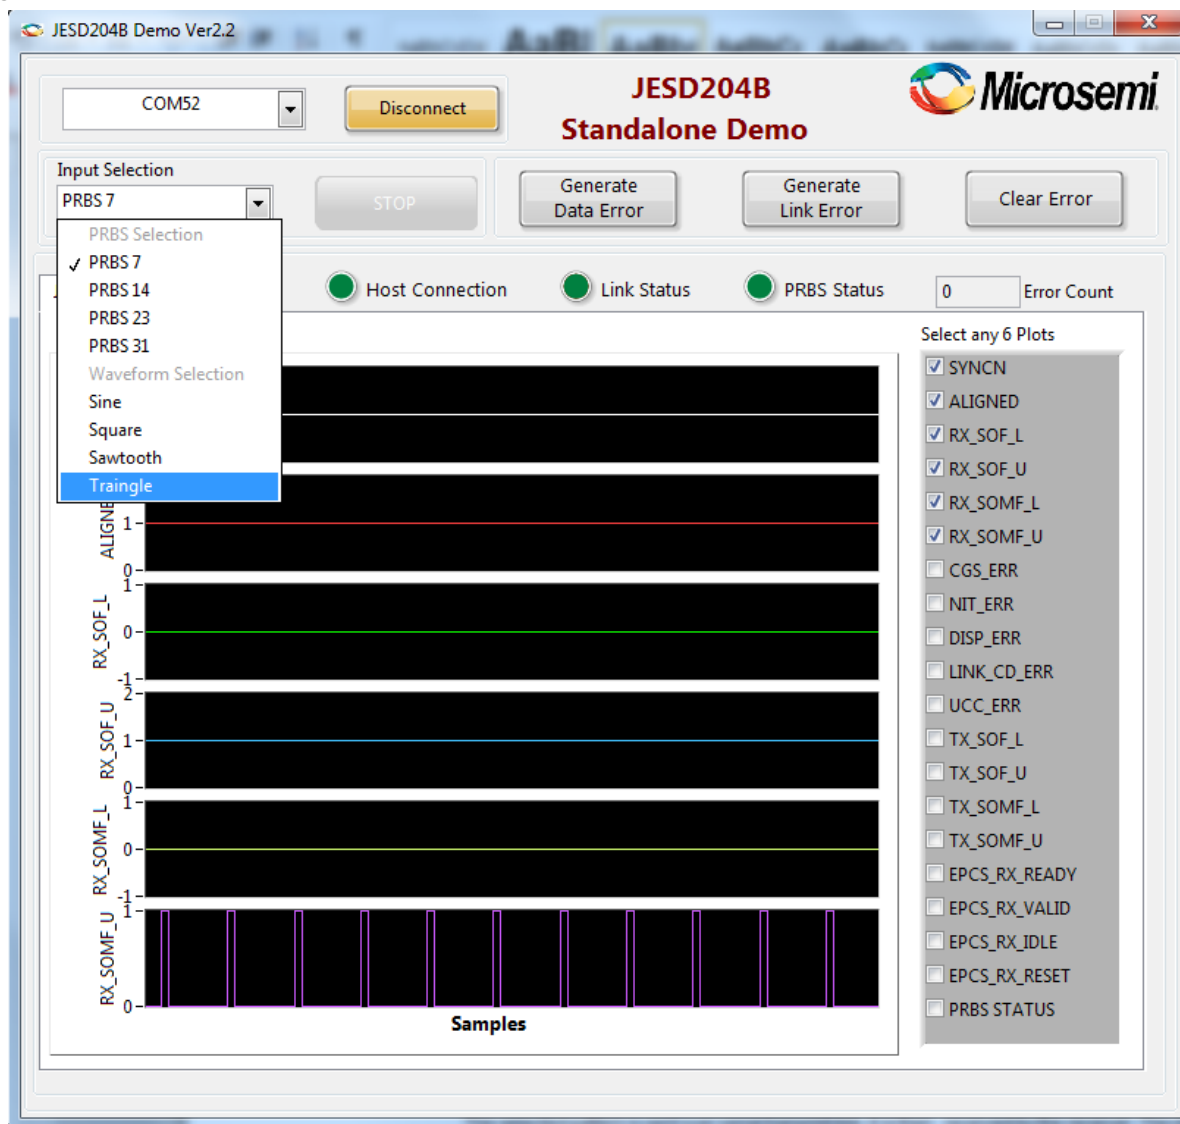 JESD204B Demo Ver2.2
COM52
Disconnect
JESD204B
Standalone Demo
Microsemi
Input Selection
PRBS 7
STOP
Generate
Data Error
Generate
Link Error
Clear Error
PRBS Selection
✓ PRBS 7
PRBS 14
PRBS 23
PRBS 31
Waveform Selection
Sine
Square
Sawtooth
Traingle
Host Connection
Link Status
PRBS Status
0
Error Count
Select any 6 Plots
SYNCN
ALIGNED
RX_SOF_L
RX_SOF_U
RX_SOMF_L
RX_SOMF_U
CGS_ERR
NIT_ERR
DISP_ERR
LINK_CD_ERR
UCC_ERR
TX_SOF_L
TX_SOF_U
TX_SOMF_L
TX_SOMF_U
EPCS_RX_READY
EPCS_RX_VALID
EPCS_RX_IDLE
EPCS_RX_RESET
PRBS STATUS
1
0
RX_SOF_L
1
0
-1
RX_SOF_U
2
1
0
RX_SOMF_L
1
0
-1
RX_SOMF_U
1
0
Samples